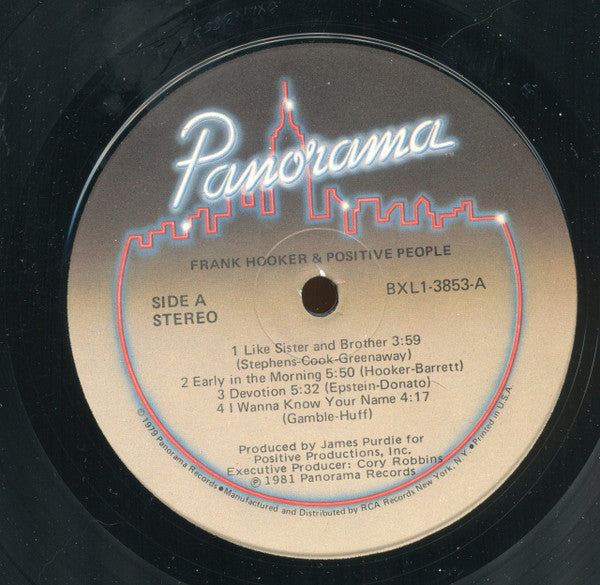 Panorama
FRANK HOOKER & POSITIVE PEOPLE
SIDE A
STEREO
BXL1-3853-A
1 Like Sister and Brother 3:59
(Stephens-Cook-Greenaway)
2 Early in the Morning 5:50 (Hooker-Barrett)
3 Devotion 5:32 (Epstein-Donato)
4 I Wanna Know Your Name 4:17
(Gamble-Huff)
Produced by James Purdie for
Positive Productions, Inc.
Executive Producer: Cory Robbins
℗ 1981 Panorama Records
© 1979 Panorama Records ● Manufactured and Distributed by RCA Records New York, N.Y. ● Printed in U.S.A.